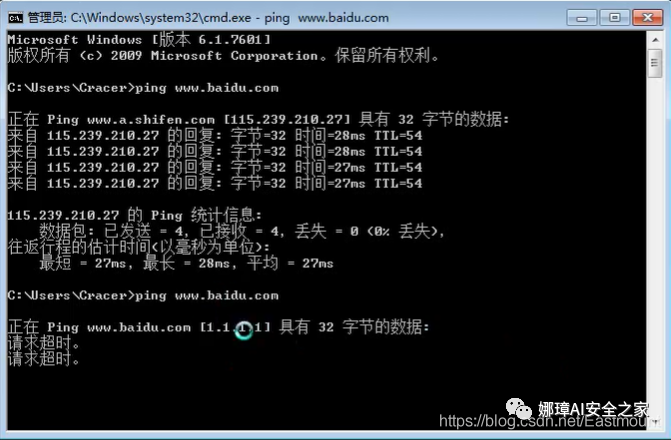 管理员: C:\Windows\system32\cmd.exe - ping  www.baidu.com
Microsoft Windows [版本 6.1.7601]
版权所有 (c) 2009 Microsoft Corporation。保留所有权利。
C:\Users\Cracer>ping www.baidu.com
正在 Ping www.a.shifen.com [115.239.210.27] 具有 32 字节的数据:
来自 115.239.210.27 的回复: 字节=32 时间=28ms TTL=54
来自 115.239.210.27 的回复: 字节=32 时间=28ms TTL=54
来自 115.239.210.27 的回复: 字节=32 时间=27ms TTL=54
来自 115.239.210.27 的回复: 字节=32 时间=27ms TTL=54
115.239.210.27 的 Ping 统计信息:
数据包: 已发送 = 4，已接收 = 4，丢失 = 0 (0% 丢失)，
往返行程的估计时间(以毫秒为单位):
最短 = 27ms，最长 = 28ms，平均 = 27ms
C:\Users\Cracer>ping www.baidu.com
正在 Ping www.baidu.com [1.1.1.1] 具有 32 字节的数据:
请求超时。
请求超时。
娜璋AI安全之家
https://blog.csdn.net/Eastmount